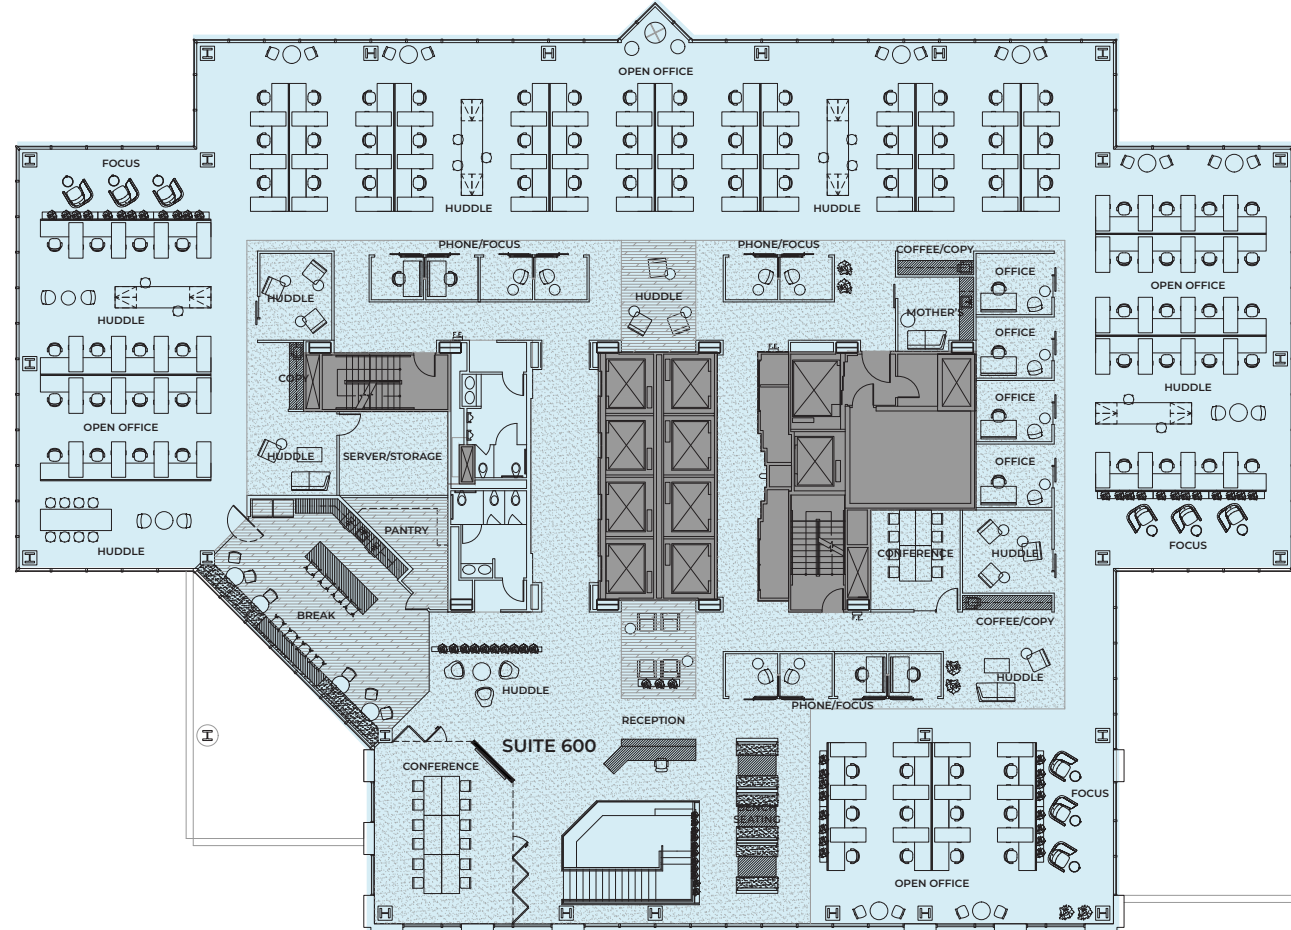 OPEN OFFICE
FOCUS
HUDDLE
HUDDLE
PHONE/FOCUS
PHONE/FOCUS
COFFEE/COPY
OFFICE
OPEN OFFICE
HUDDLE
HUDDLE
HUDDLE
MOTHER'S
OFFICE
F.E.
F.E.
COPY
HUDDLE
OFFICE
OPEN OFFICE
HUDDLE
SERVER/STORAGE
OFFICE
PANTRY
HUDDLE
CONFERENCE
HUDDLE
FOCUS
BREAK
F.E.
COFFEE/COPY
HUDDLE
HUDDLE
PHONE/FOCUS
RECEPTION
SUITE 600
CONFERENCE
FOCUS
SEATING
OPEN OFFICE